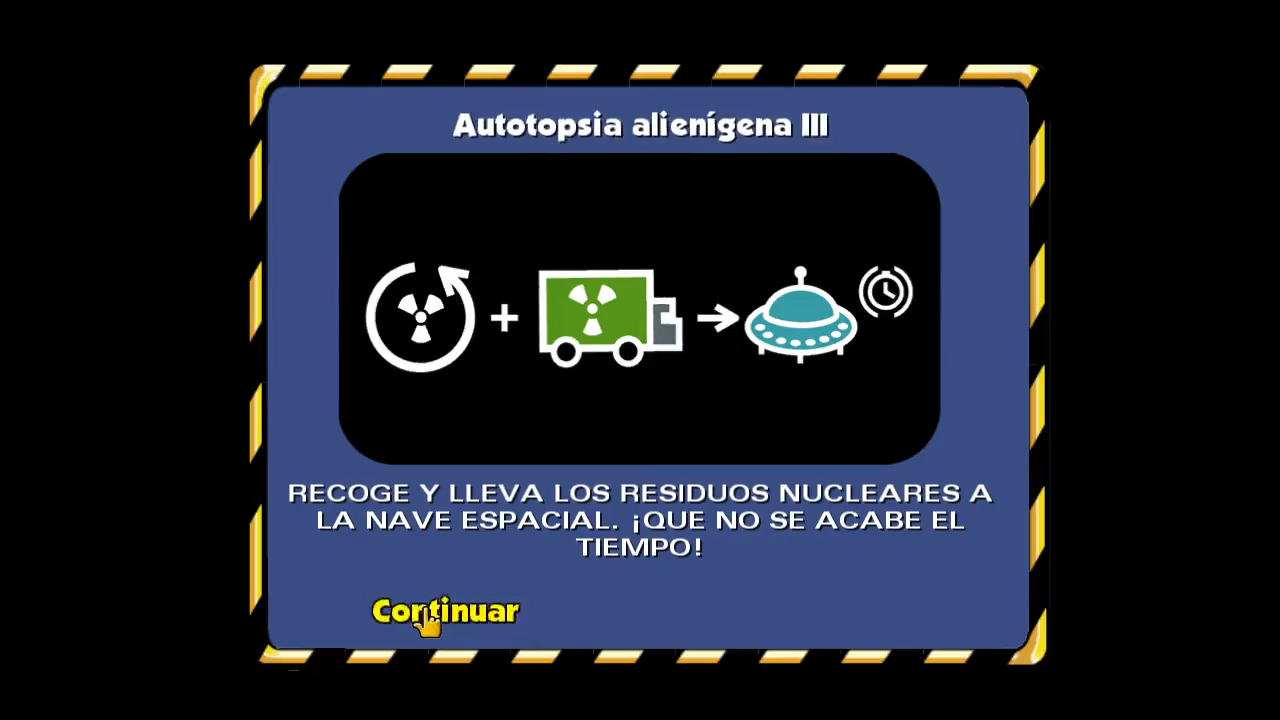 Autotopsia alienígena III
RECOGE Y LLEVA LOS RESIDUOS NUCLEARES A
LA NAVE ESPACIAL. ¡QUE NO SE ACABE EL
TIEMPO!
Continuar